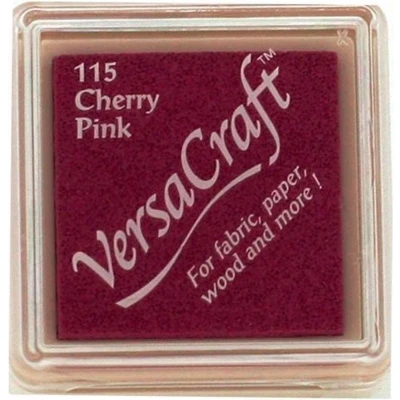 115
Cherry
Pink
VersaCraft™
For fabric, paper,
wood and more !